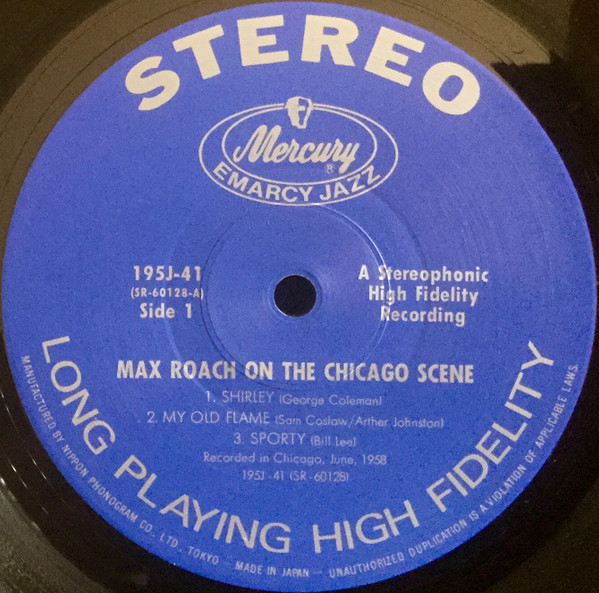 STEREO
Mercury®
EMARCY JAZZ
195J-41
(SR-60128-A)
Side 1
A Stereophonic
High Fidelity
Recording
MAX ROACH ON THE CHICAGO SCENE
1. SHIRLEY (George Coleman)
2. MY OLD FLAME (Sam Coslaw/Arther Johnston)
3. SPORTY (Bill Lee)
Recorded in Chicago, June, 1958
195J-41 (SR-60128)
LONG PLAYING HIGH FIDELITY
MANUFACTURED BY NIPPON PHONOGRAM CO., LTD. TOKYO - MADE IN JAPAN - UNAUTHORIZED DUPLICATION IS A VIOLATION OF APPLICABLE LAWS.